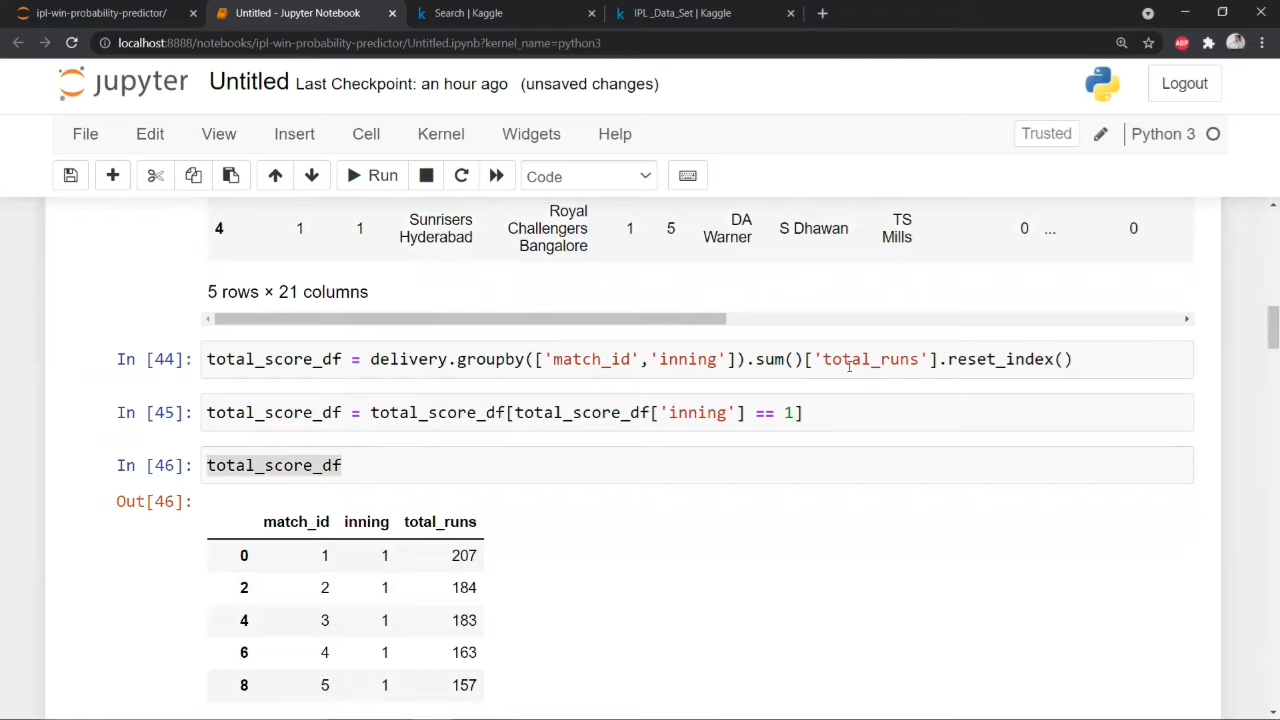 ipl-win-probability-predictor/
Untitled - Jupyter Notebook
Search | Kaggle
IPL _Data_Set | Kaggle
localhost:8888/notebooks/ipl-win-probability-predictor/Untitled.ipynb?kernel_name=python3
ABP
jupyter Untitled Last Checkpoint: an hour ago (unsaved changes)
Logout
File Edit View Insert Cell Kernel Widgets Help
Trusted
Python 3
Run
Code
4 1 1 Sunrisers Hyderabad Royal Challengers Bangalore 1 5 DA Warner S Dhawan TS Mills 0 ... 0
5 rows × 21 columns
In [44]: total_score_df = delivery.groupby(['match_id','inning']).sum()['total_runs'].reset_index()
In [45]: total_score_df = total_score_df[total_score_df['inning'] == 1]
In [46]: total_score_df
Out[46]:
match_id inning total_runs
0 1 1 207
2 2 1 184
4 3 1 183
6 4 1 163
8 5 1 157